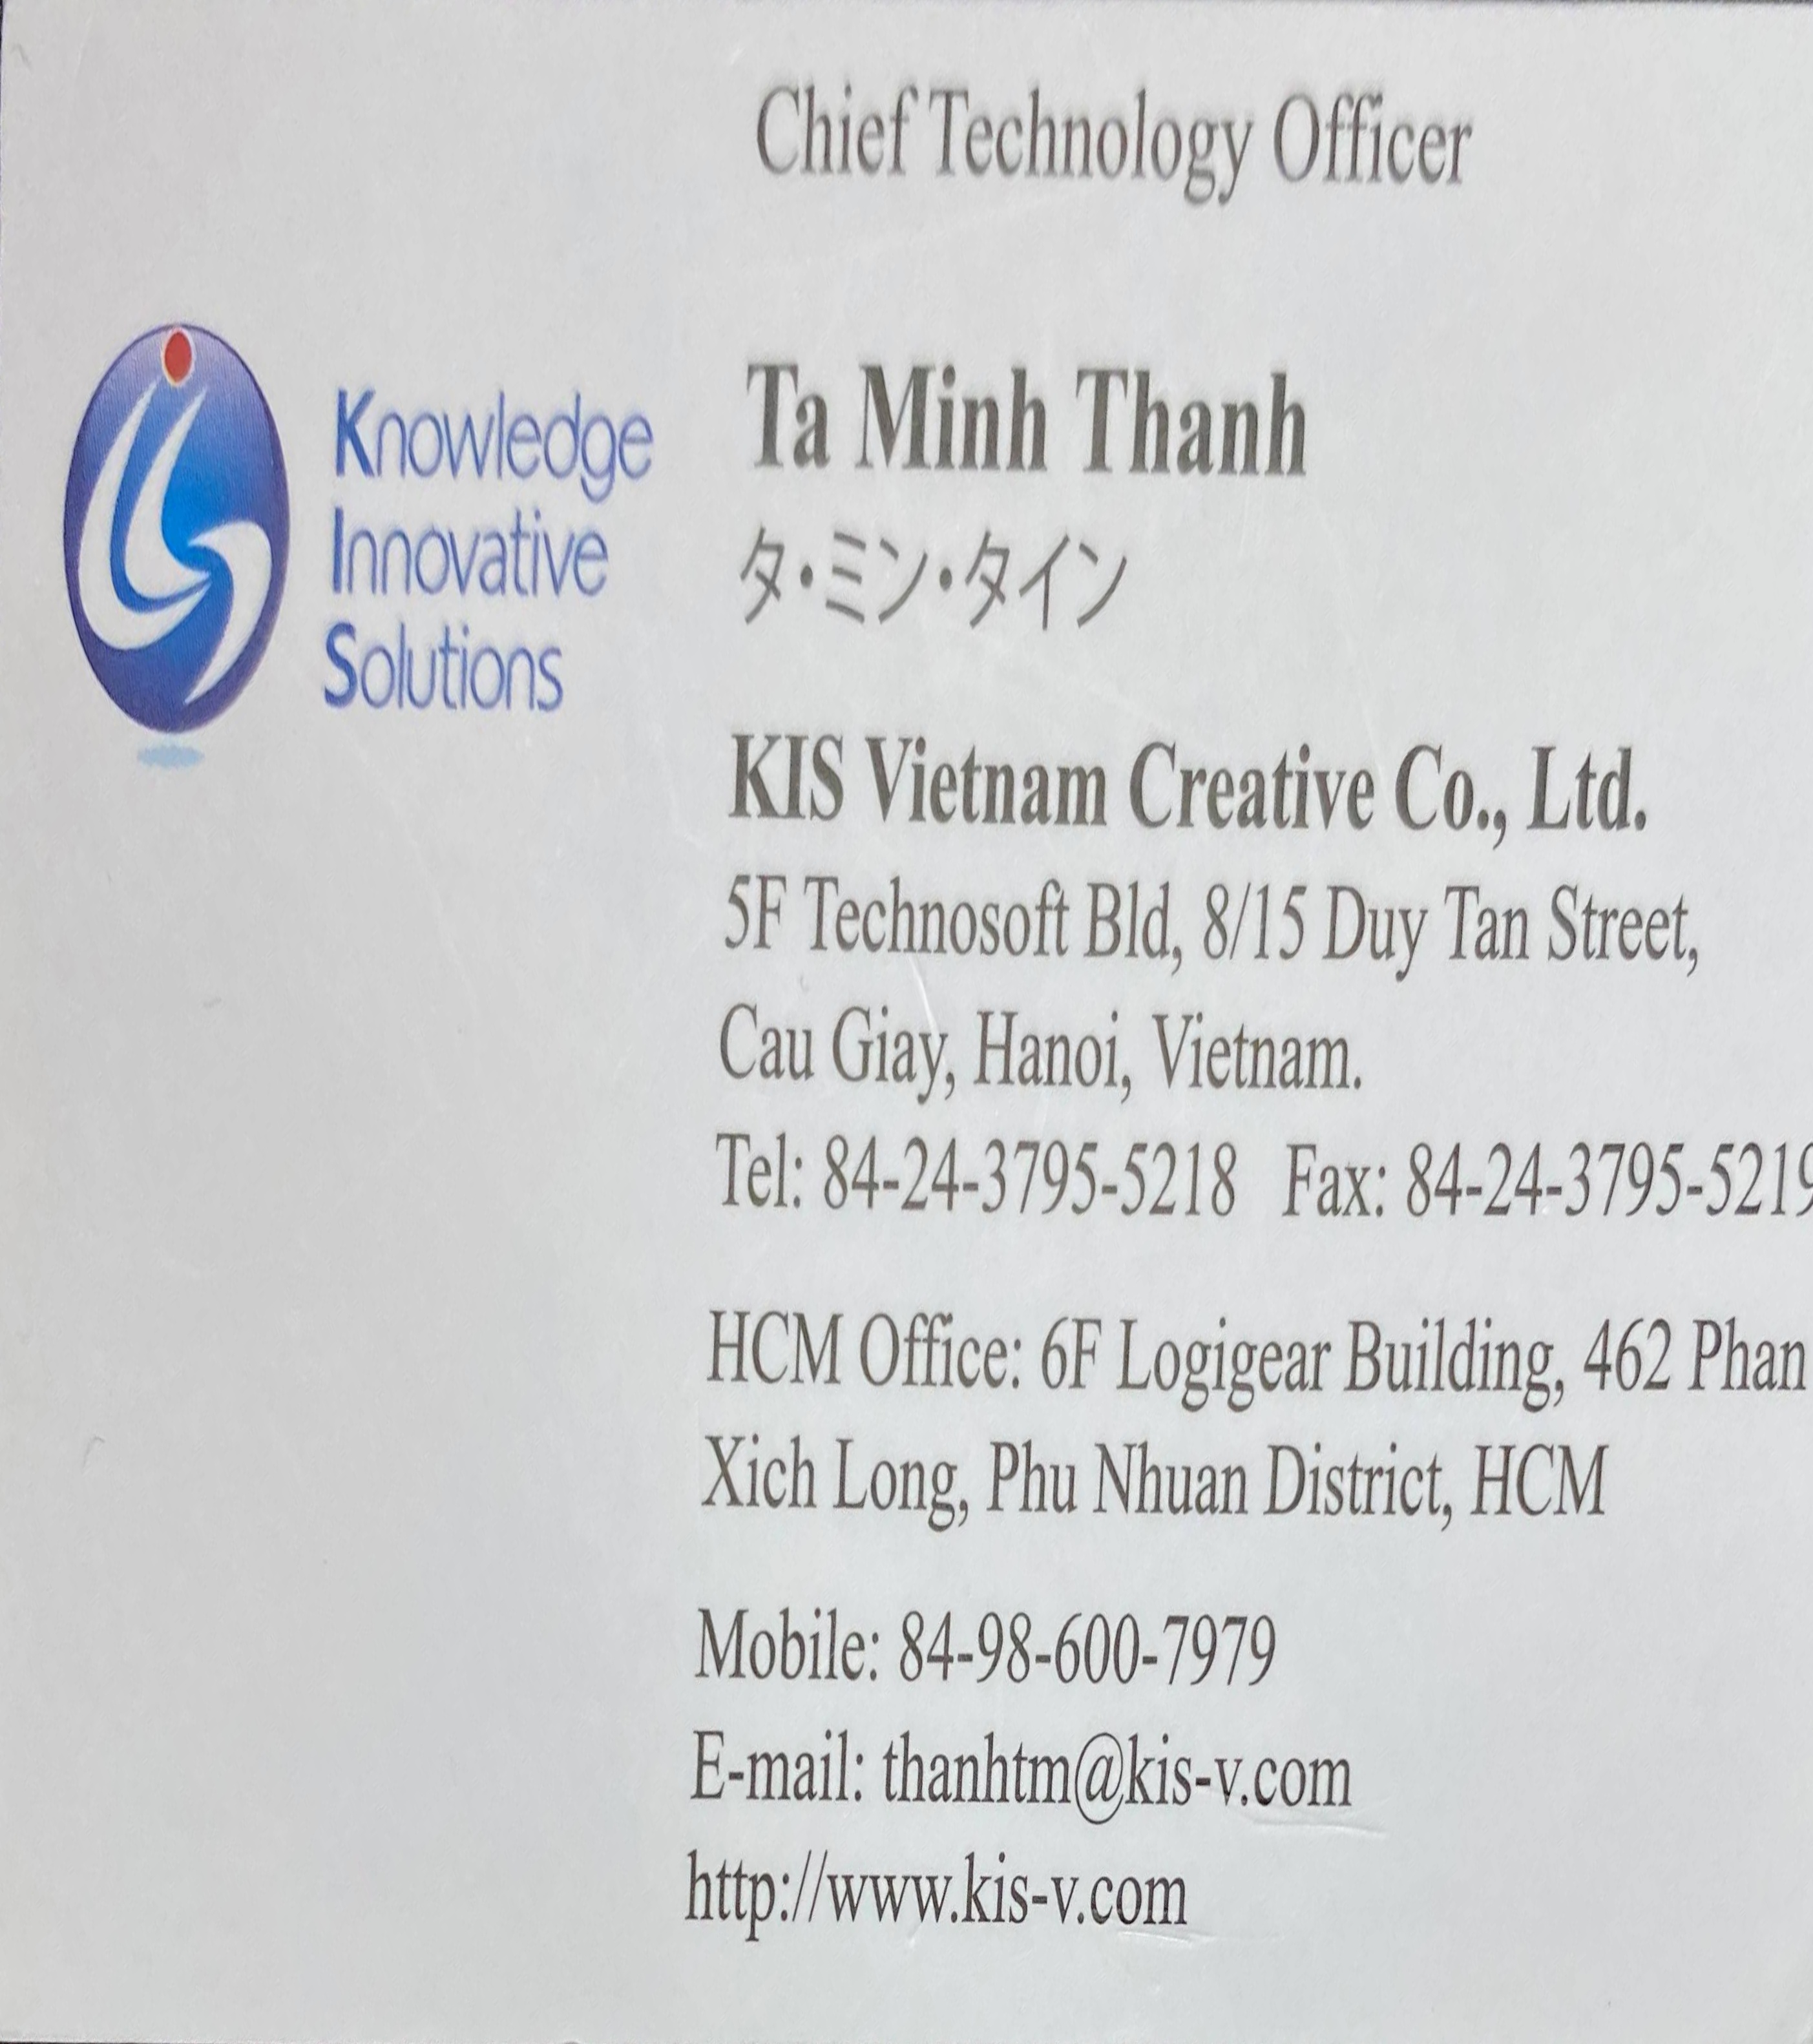 Chief Technology Officer
Knowledge
Innovative
Solutions
Ta Minh Thanh
タ・ミン・タイン
KIS Vietnam Creative Co., Ltd.
5F Technosoft Bld, 8/15 Duy Tan Street,
Cau Giay, Hanoi, Vietnam.
Tel: 84-24-3795-5218 Fax: 84-24-3795-5219
HCM Office: 6F Logigear Building, 462 Phan
Xich Long, Phu Nhuan District, HCM
Mobile: 84-98-600-7979
E-mail: thanhtm@kis-v.com
http://www.kis-v.com